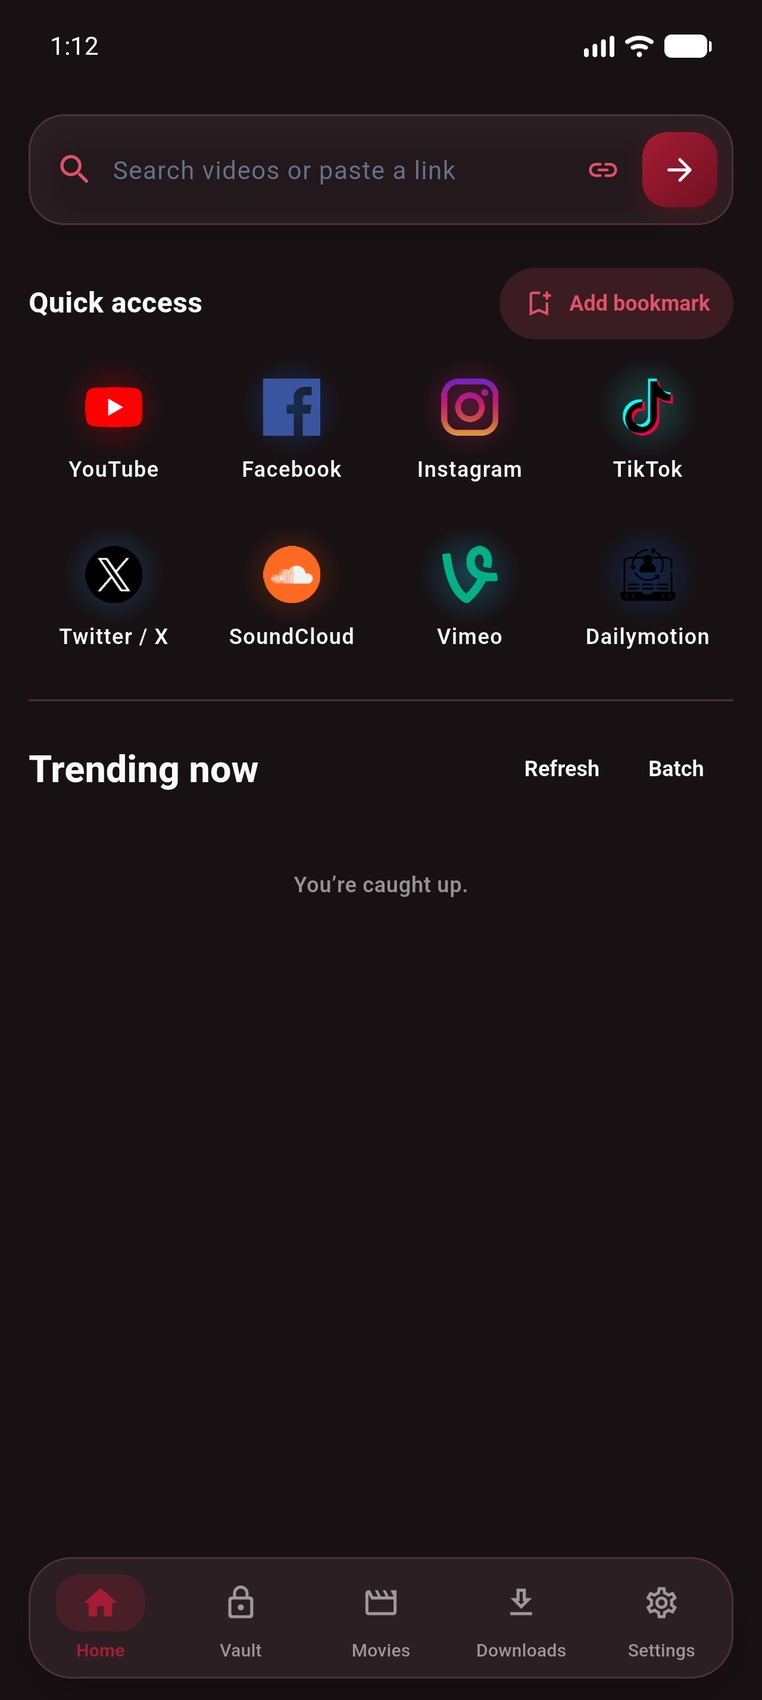 1:12
Search videos or paste a link
Quick access
Add bookmark
YouTube
Facebook
Instagram
TikTok
Twitter / X
SoundCloud
Vimeo
Dailymotion
Trending now
Refresh
Batch
You’re caught up.
Home
Vault
Movies
Downloads
Settings